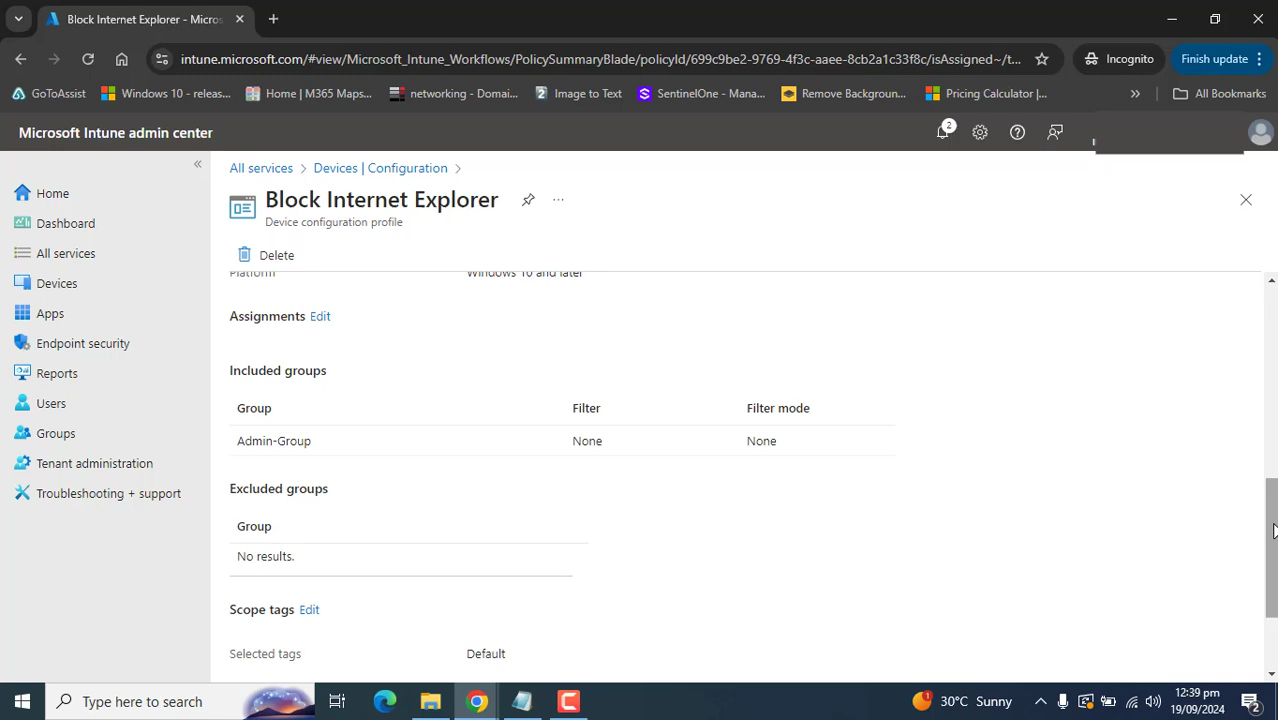 Block Internet Explorer - Micros
intune.microsoft.com/#view/Microsoft_Intune_Workflows/PolicySummaryBlade/policyId/699c9be2-9769-4f3c-aaee-8cb2a1c33f8c/isAssigned~/t...
Incognito
Finish update
GoToAssist
Windows 10 - releas...
Home | M365 Maps...
networking - Domai...
Image to Text
SentinelOne - Mana...
Remove Backgroun...
Pricing Calculator |...
All Bookmarks
Microsoft Intune admin center
2
Home
Dashboard
All services
Devices
Apps
Endpoint security
Reports
Users
Groups
Tenant administration
Troubleshooting + support
All services
Devices | Configuration
Block Internet Explorer
Device configuration profile
Delete
Platform Windows 10 and later
Assignments Edit
Included groups
Group Filter Filter mode
Admin-Group None None
Excluded groups
Group
No results.
Scope tags Edit
Selected tags Default
Type here to search
1
30°C Sunny
12:39 pm
19/09/2024
2